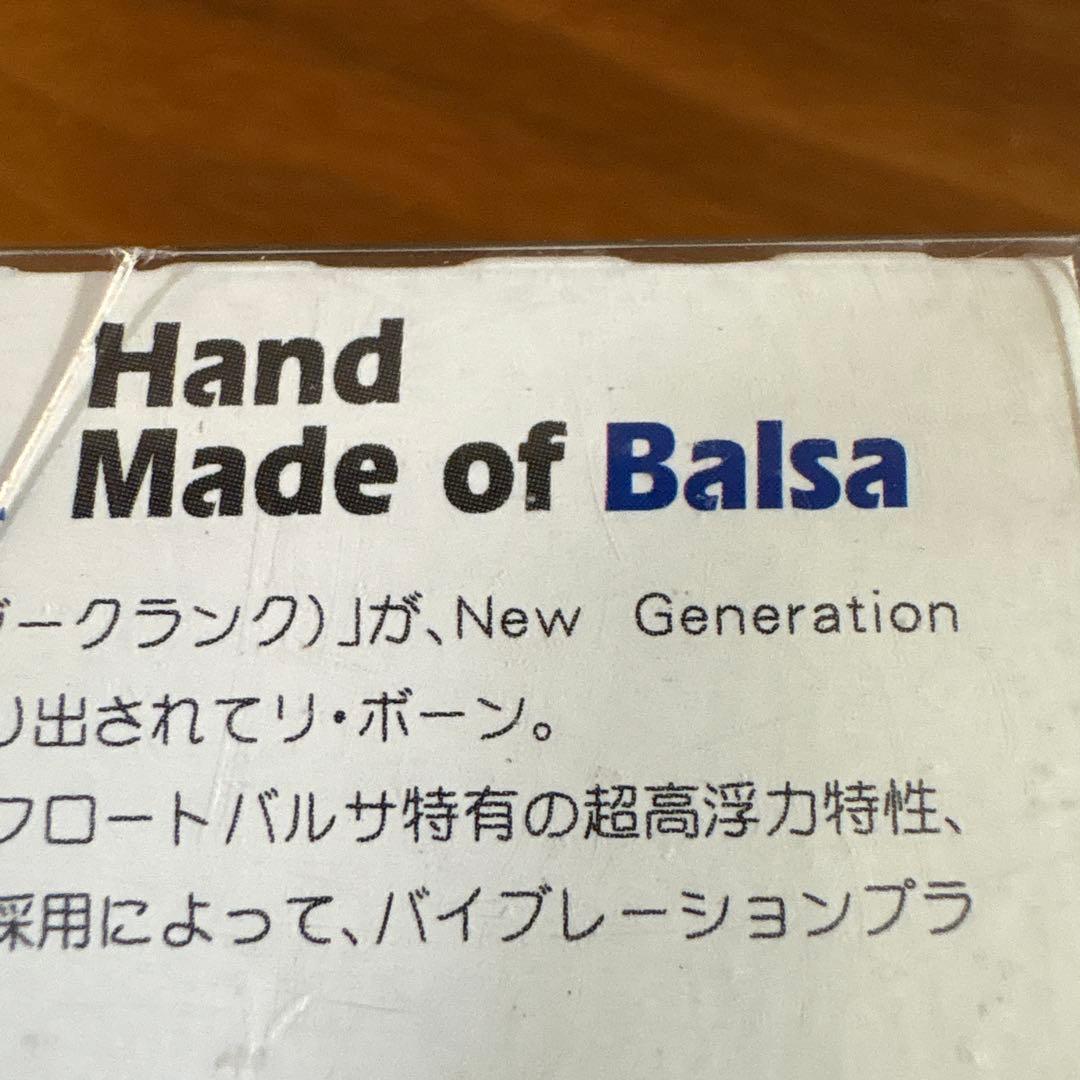 Hand
Made of Balsa
ークランク)」が、New Generation
り出されてリ・ボーン。
フロートバルサ特有の超高浮力特性、
採用によって、バイブレーションプラ